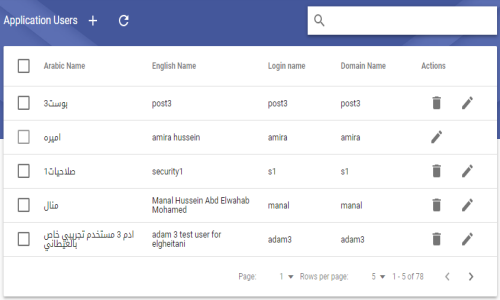 Application Users
Arabic Name English Name Login name Domain Name Actions
بوست3 post3 post3 post3
اميره amira hussein amira amira
صلاحيات1 security1 s1 s1
منال Manal Hussein Abd Elwahab Mohamed manal manal
ادم 3 مستخدم تجريبي خاص بالغيطاني adam 3 test user for elgheitani adam3 adam3
Page: 1 Rows per page: 5 1 - 5 of 78